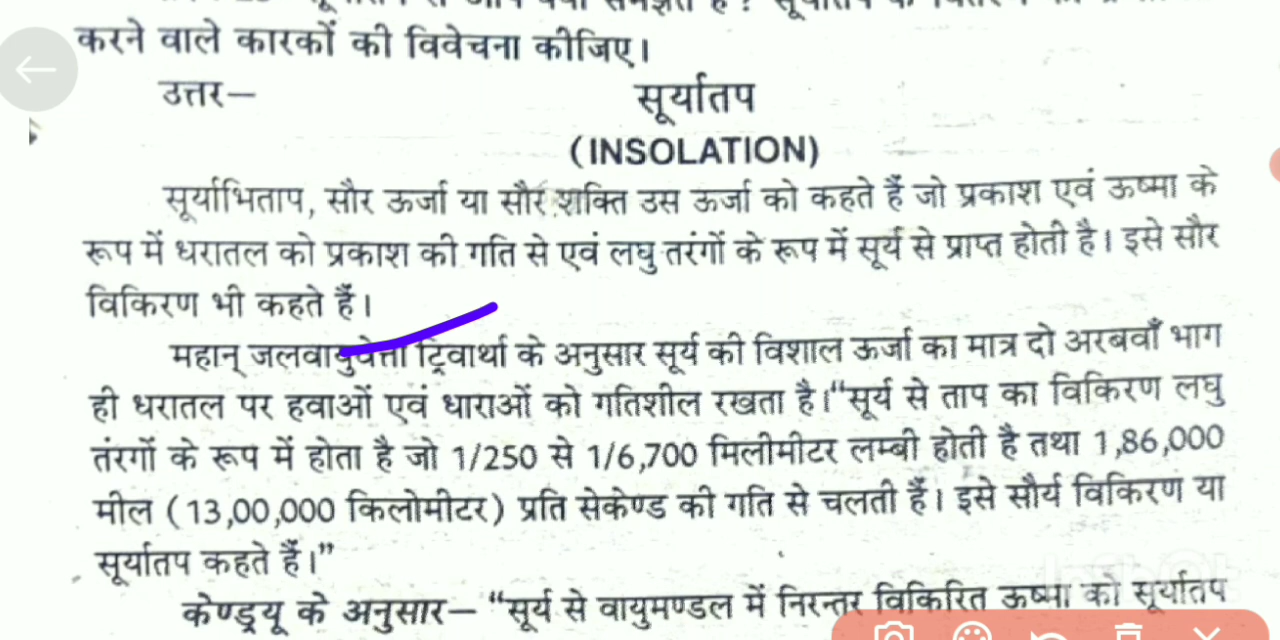 करने वाले कारकों की विवेचना कीजिए।
उत्तर—
सूर्यातप
(INSOLATION)
सूर्याभिताप, सौर ऊर्जा या सौर शक्ति उस ऊर्जा को कहते हैं जो प्रकाश एवं ऊष्मा के
रूप में धरातल को प्रकाश की गति से एवं लघु तरंगों के रूप में सूर्य से प्राप्त होती है। इसे सौर
विकिरण भी कहते हैं।
महान् जलवायुवेत्ता ट्रिवार्था के अनुसार सूर्य की विशाल ऊर्जा का मात्र दो अरबवाँ भाग
ही धरातल पर हवाओं एवं धाराओं को गतिशील रखता है। “सूर्य से ताप का विकिरण लघु
तंरगों के रूप में होता है जो 1/250 से 1/6,700 मिलीमीटर लम्बी होती है तथा 1,86,000
मील (13,00,000 किलोमीटर) प्रति सेकेण्ड की गति से चलती हैं। इसे सौर्य विकिरण या
सूर्यातप कहते हैं।”
केण्ड्र्यू के अनुसार— “सूर्य से वायुमण्डल में निरन्तर विकिरित ऊष्मा को सूर्यातप